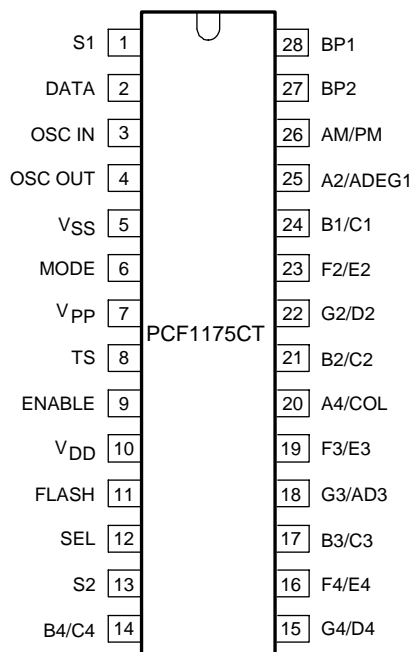 S1 1 28 BP1
DATA 2 27 BP2
OSC IN 3 26 AM/PM
OSC OUT 4 25 A2/ADEG1
VSS 5 24 B1/C1
MODE 6 23 F2/E2
VPP 7 22 G2/D2
PCF1175CT
TS 8 21 B2/C2
ENABLE 9 20 A4/COL
VDD 10 19 F3/E3
FLASH 11 18 G3/AD3
SEL 12 17 B3/C3
S2 13 16 F4/E4
B4/C4 14 15 G4/D4